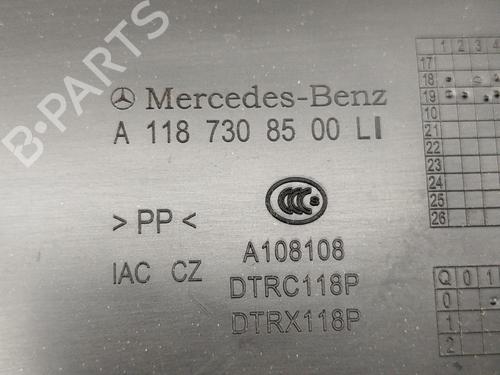 B-PARTS
Mercedes-Benz
A 118 730 85 00 LI
>PP<
CCC S
IAC CZ
A108108
DTRC118P
DTRX118P
1 2 3 4
17
18
19
20
21
22
23
24
25
26
Q 0 1
0
1
2